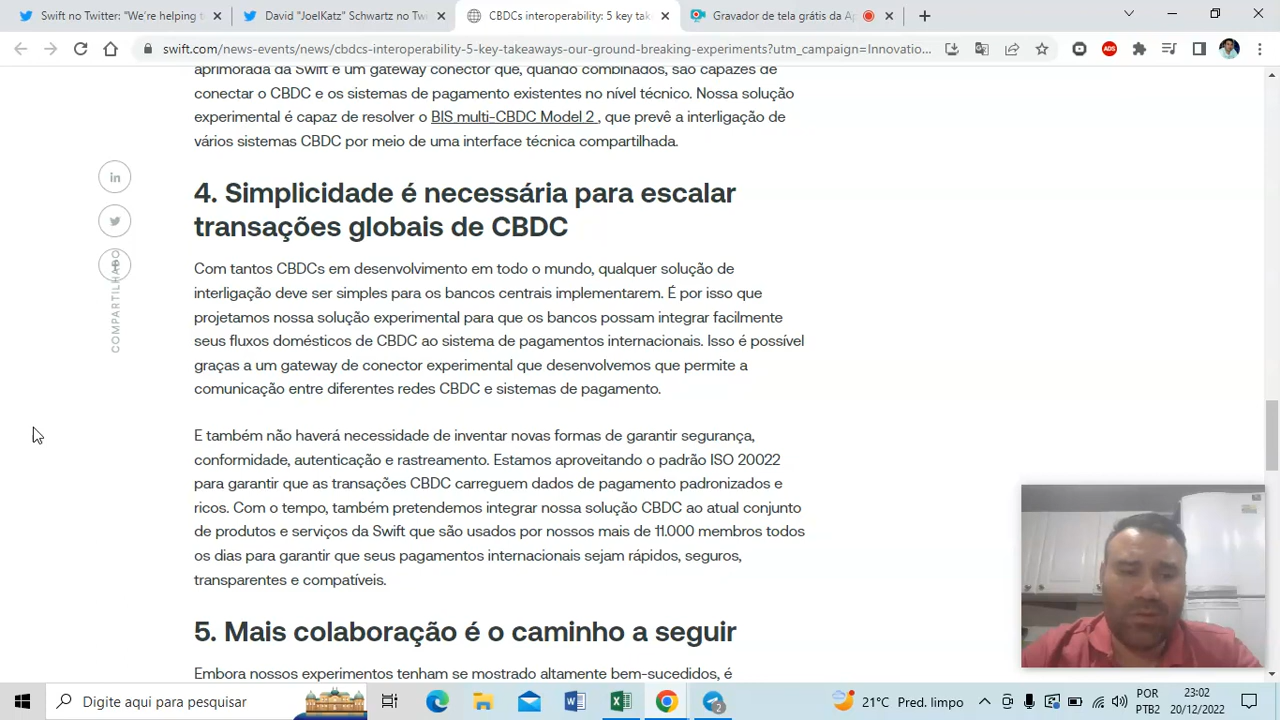 Swift no Twitter: "We're helping t
David "JoelKatz" Schwartz no Twi
CBDCs interoperability: 5 key tak
Gravador de tela grátis da Ap
swift.com/news-events/news/cbdcs-interoperability-5-key-takeaways-our-ground-breaking-experiments?utm_campaign=Innovatio...
ADS
aprimorada da Swift e um gateway conector que, quando combinados, são capazes de
conectar o CBDC e os sistemas de pagamento existentes no nível técnico. Nossa solução
experimental é capaz de resolver o BIS multi-CBDC Model 2 , que prevê a interligação de
vários sistemas CBDC por meio de uma interface técnica compartilhada.
in
COMPARTILHADO
4. Simplicidade é necessária para escalar
transações globais de CBDC
Com tantos CBDCs em desenvolvimento em todo o mundo, qualquer solução de
interligação deve ser simples para os bancos centrais implementarem. É por isso que
projetamos nossa solução experimental para que os bancos possam integrar facilmente
seus fluxos domésticos de CBDC ao sistema de pagamentos internacionais. Isso é possível
graças a um gateway de conector experimental que desenvolvemos que permite a
comunicação entre diferentes redes CBDC e sistemas de pagamento.
E também não haverá necessidade de inventar novas formas de garantir segurança,
conformidade, autenticação e rastreamento. Estamos aproveitando o padrão ISO 20022
para garantir que as transações CBDC carreguem dados de pagamento padronizados e
ricos. Com o tempo, também pretendemos integrar nossa solução CBDC ao atual conjunto
de produtos e serviços da Swift que são usados por nossos mais de 11.000 membros todos
os dias para garantir que seus pagamentos internacionais sejam rápidos, seguros,
transparentes e compatíveis.
5. Mais colaboração é o caminho a seguir
Embora nossos experimentos tenham se mostrado altamente bem-sucedidos, é
Digite aqui para pesquisar
2
21°C Pred. limpo
POR
PTB2
23:02
20/12/2022